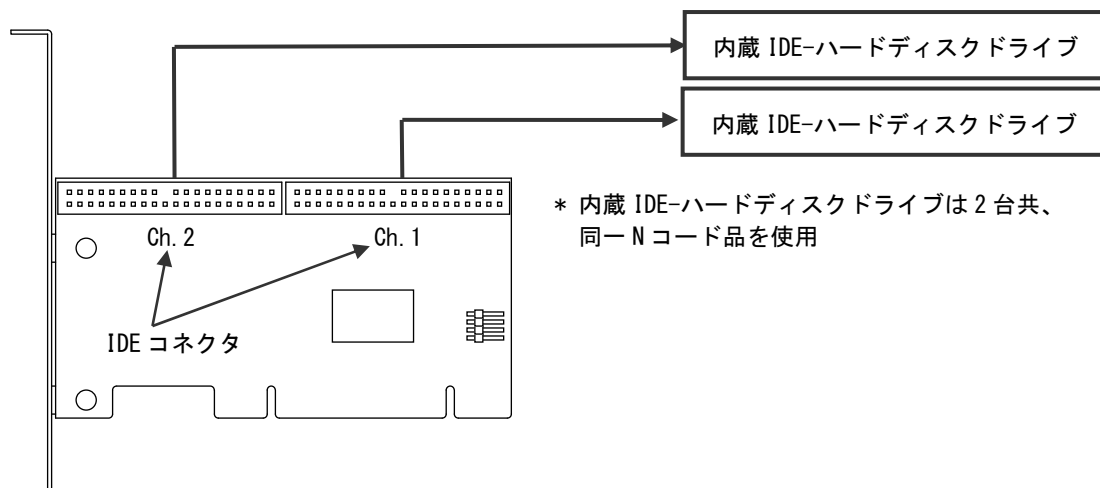 内蔵 IDE-ハードディスクドライブ
内蔵 IDE-ハードディスクドライブ
* 内蔵 IDE-ハードディスクドライブは 2 台共、
同一 N コード品を使用
Ch. 2
Ch. 1
IDE コネクタ